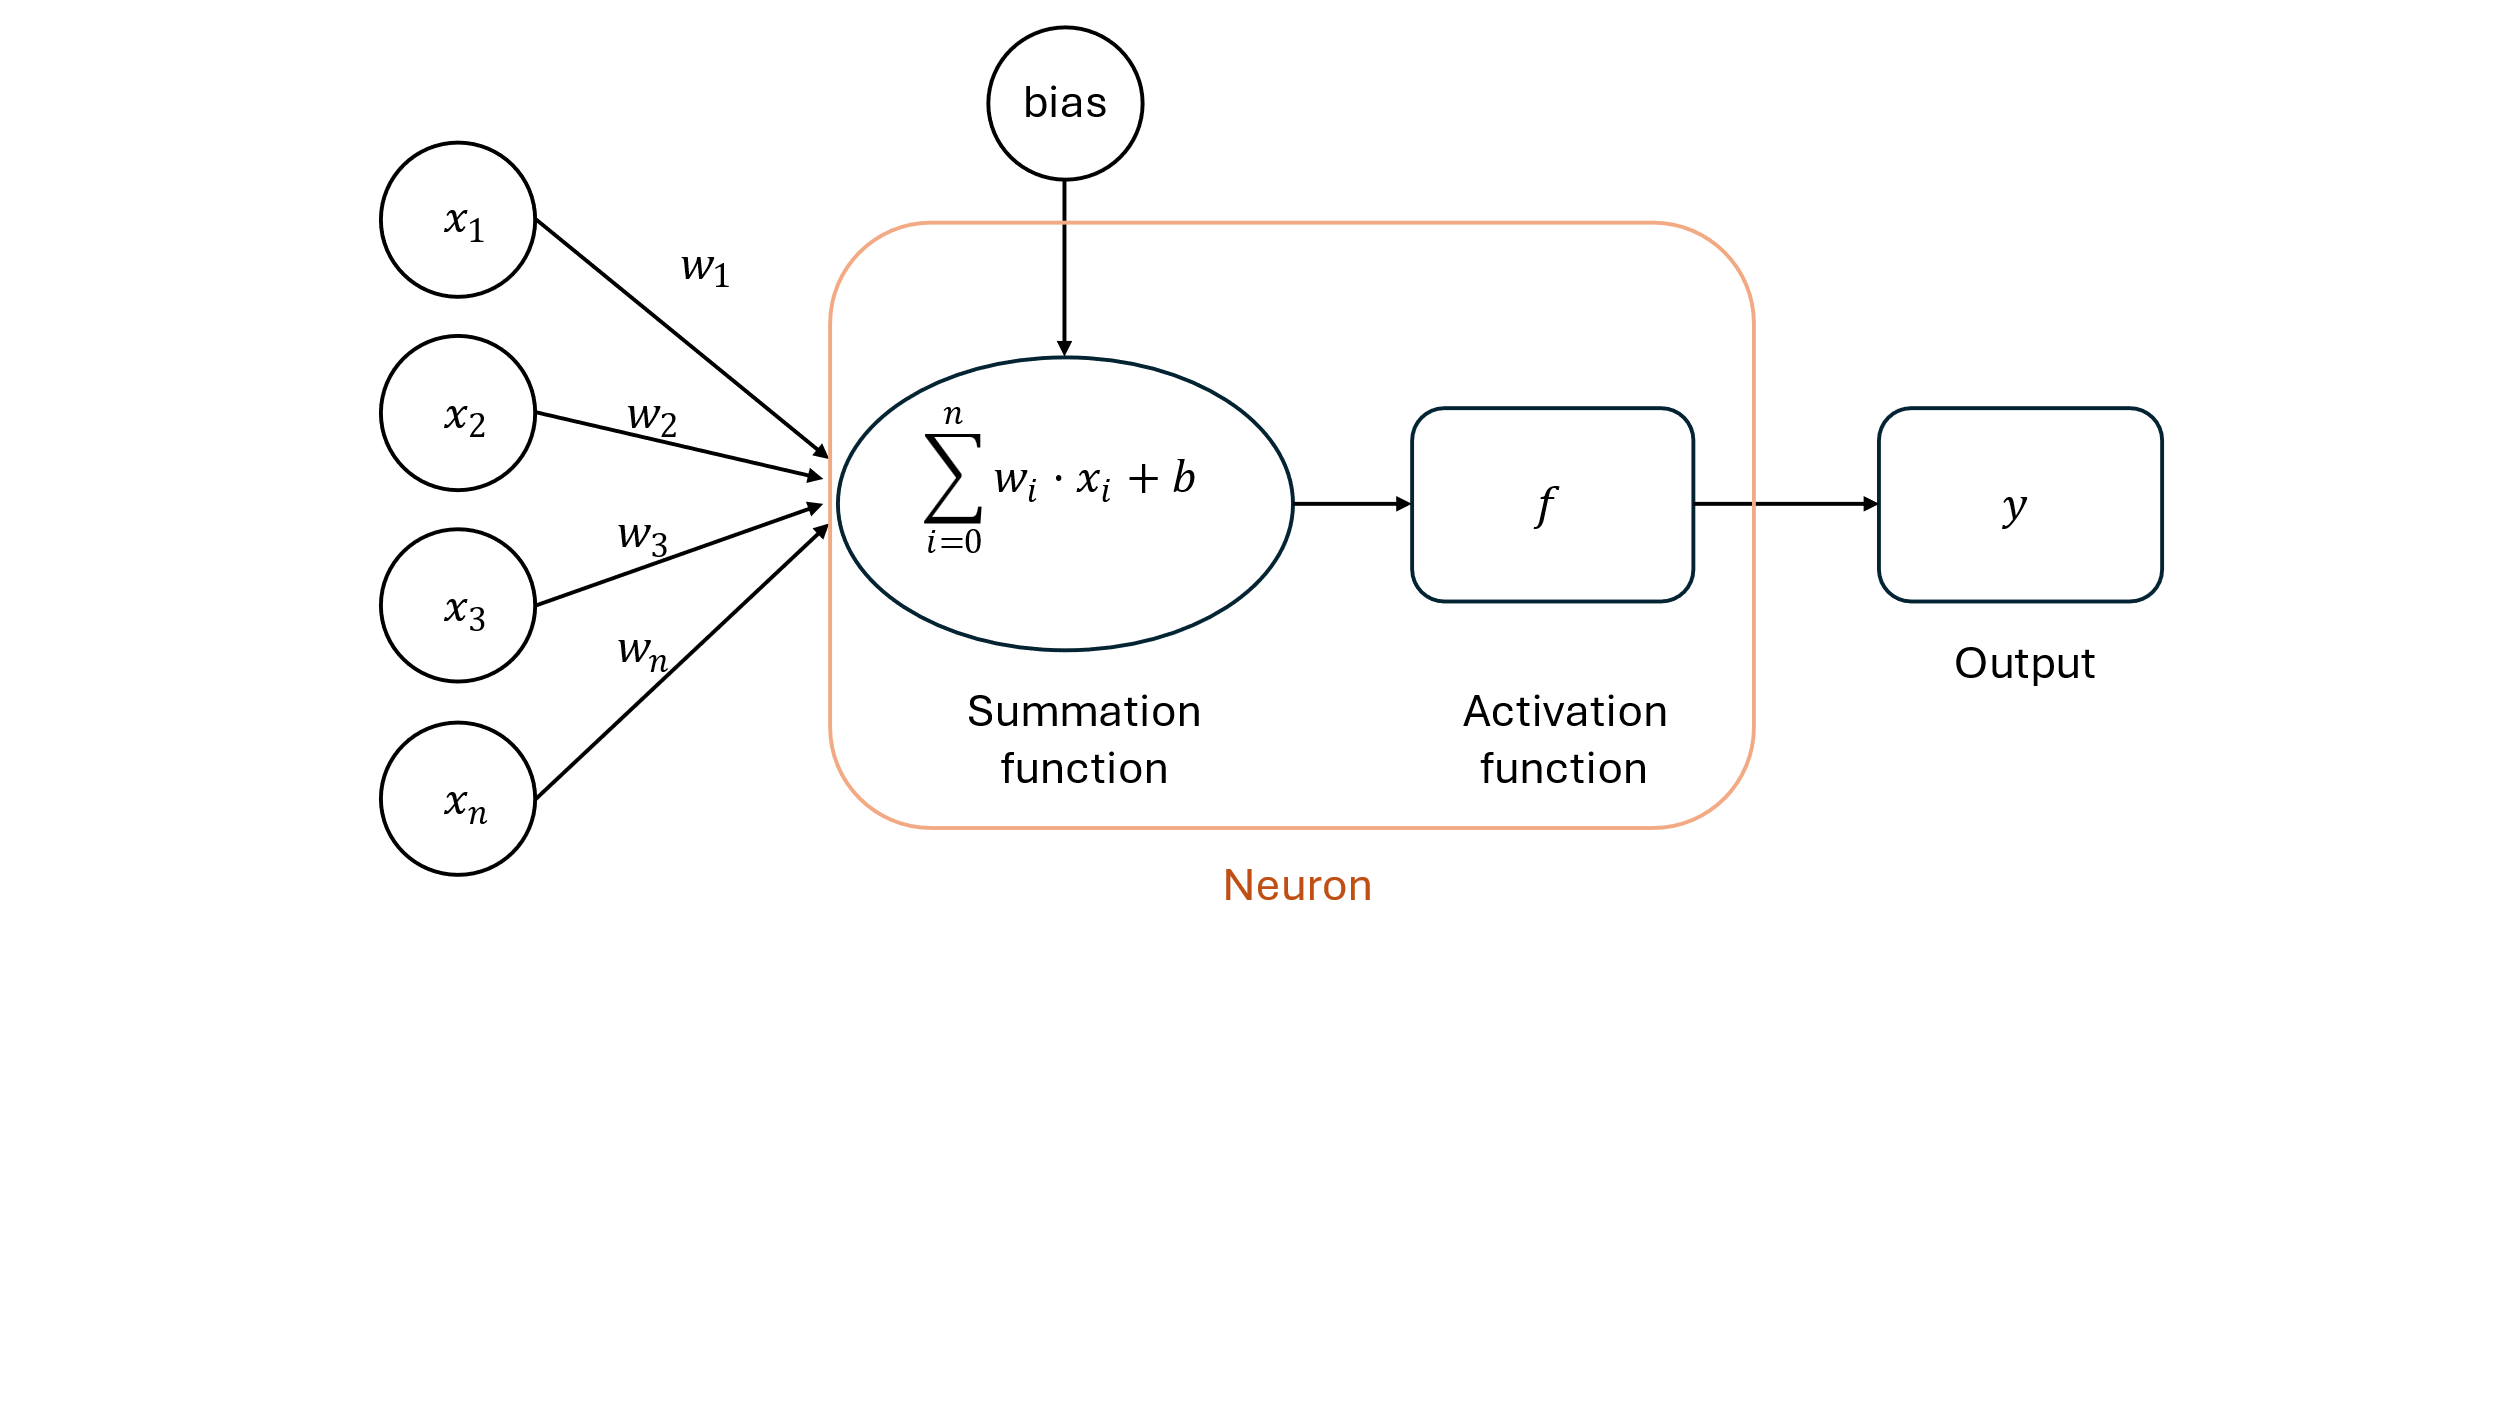 bias
x₁
w₁
x₂
w₂
n
∑ wᵢ · xᵢ + b
i=0
f
y
w₃
x₃
wₙ
Output
Summation
function
Activation
function
xₙ
Neuron